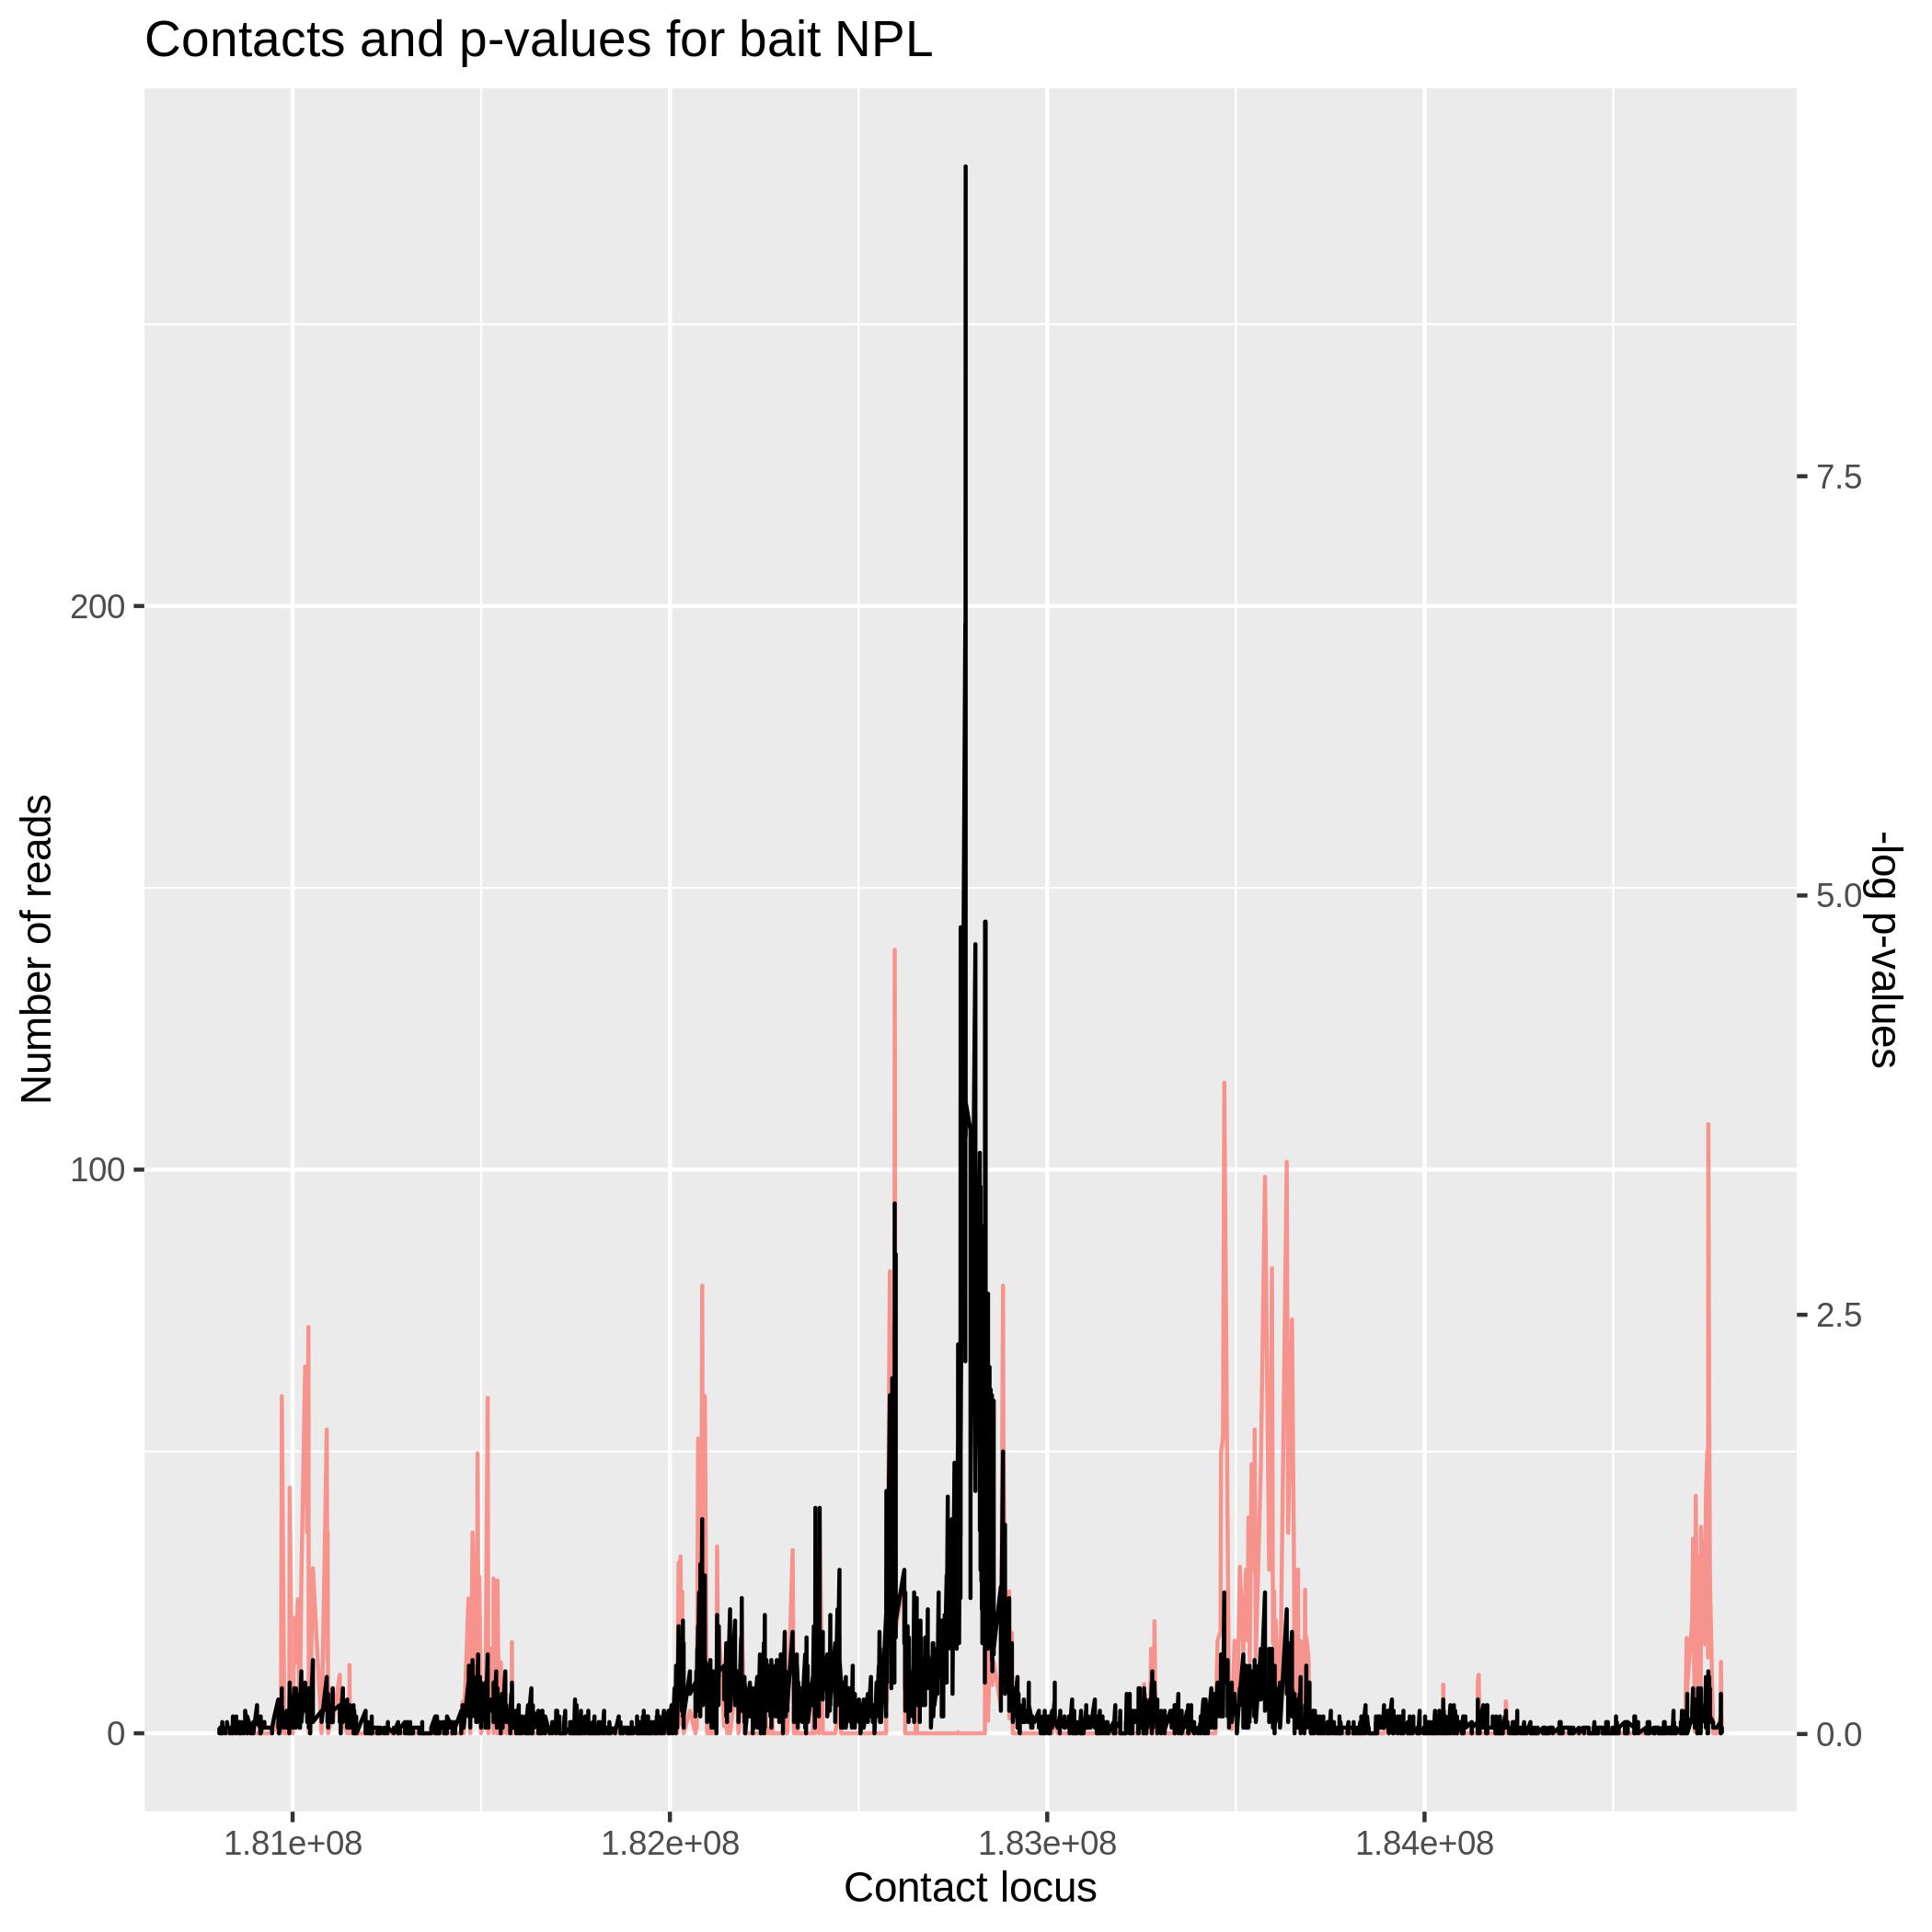 Contacts and p-values for bait NPL
7.5
200
5.0
Number of reads
-log p-values
100
2.5
0
0.0
1.81e+08 1.82e+08 1.83e+08 1.84e+08
Contact locus